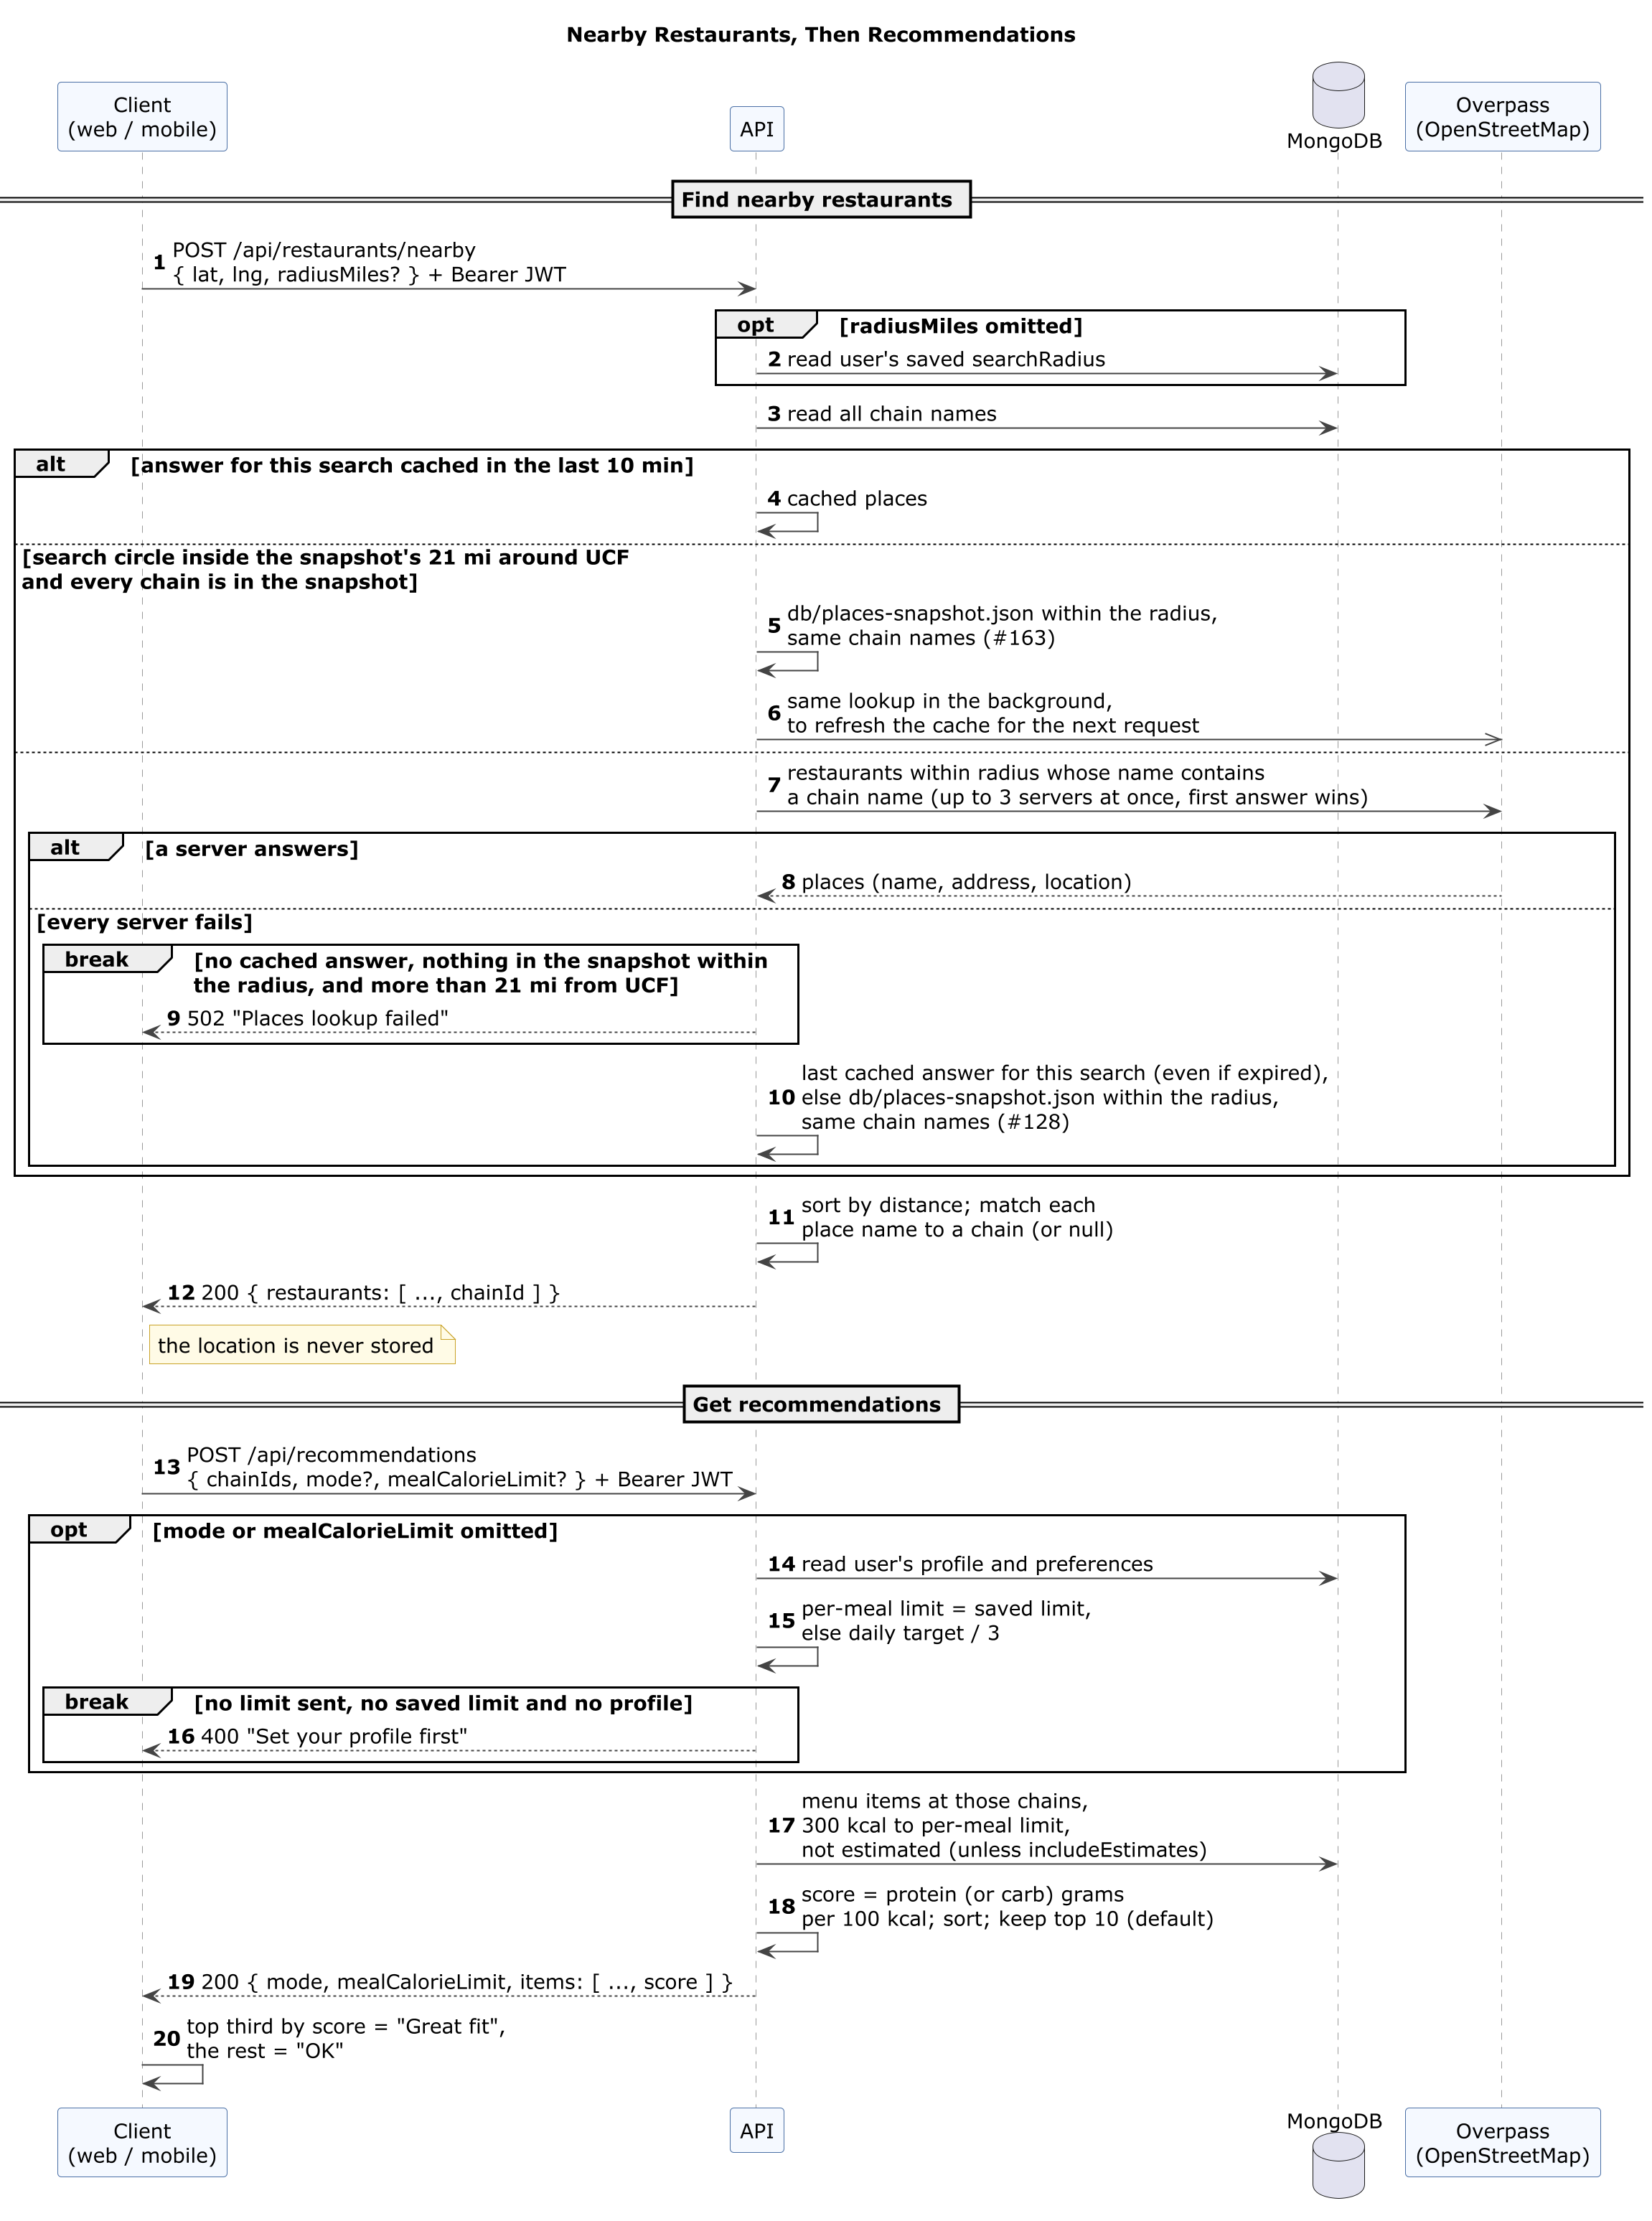 Nearby Restaurants, Then Recommendations
Client
(web / mobile)
API
MongoDB
Overpass
(OpenStreetMap)
Find nearby restaurants
1 POST /api/restaurants/nearby
{ lat, lng, radiusMiles? } + Bearer JWT
opt [radiusMiles omitted]
2 read user's saved searchRadius
3 read all chain names
alt [answer for this search cached in the last 10 min]
4 cached places
[search circle inside the snapshot's 21 mi around UCF
and every chain is in the snapshot]
5 db/places-snapshot.json within the radius,
same chain names (#163)
6 same lookup in the background,
to refresh the cache for the next request
7 restaurants within radius whose name contains
a chain name (up to 3 servers at once, first answer wins)
alt [a server answers]
8 places (name, address, location)
[every server fails]
break [no cached answer, nothing in the snapshot within
the radius, and more than 21 mi from UCF]
9 502 "Places lookup failed"
10 last cached answer for this search (even if expired),
else db/places-snapshot.json within the radius,
same chain names (#128)
11 sort by distance; match each
place name to a chain (or null)
12 200 { restaurants: [ ..., chainId ] }
the location is never stored
Get recommendations
13 POST /api/recommendations
{ chainIds, mode?, mealCalorieLimit? } + Bearer JWT
opt [mode or mealCalorieLimit omitted]
14 read user's profile and preferences
15 per-meal limit = saved limit,
else daily target / 3
break [no limit sent, no saved limit and no profile]
16 400 "Set your profile first"
17 menu items at those chains,
300 kcal to per-meal limit,
not estimated (unless includeEstimates)
18 score = protein (or carb) grams
per 100 kcal; sort; keep top 10 (default)
19 200 { mode, mealCalorieLimit, items: [ ..., score ] }
20 top third by score = "Great fit",
the rest = "OK"
Client
(web / mobile)
API
MongoDB
Overpass
(OpenStreetMap)